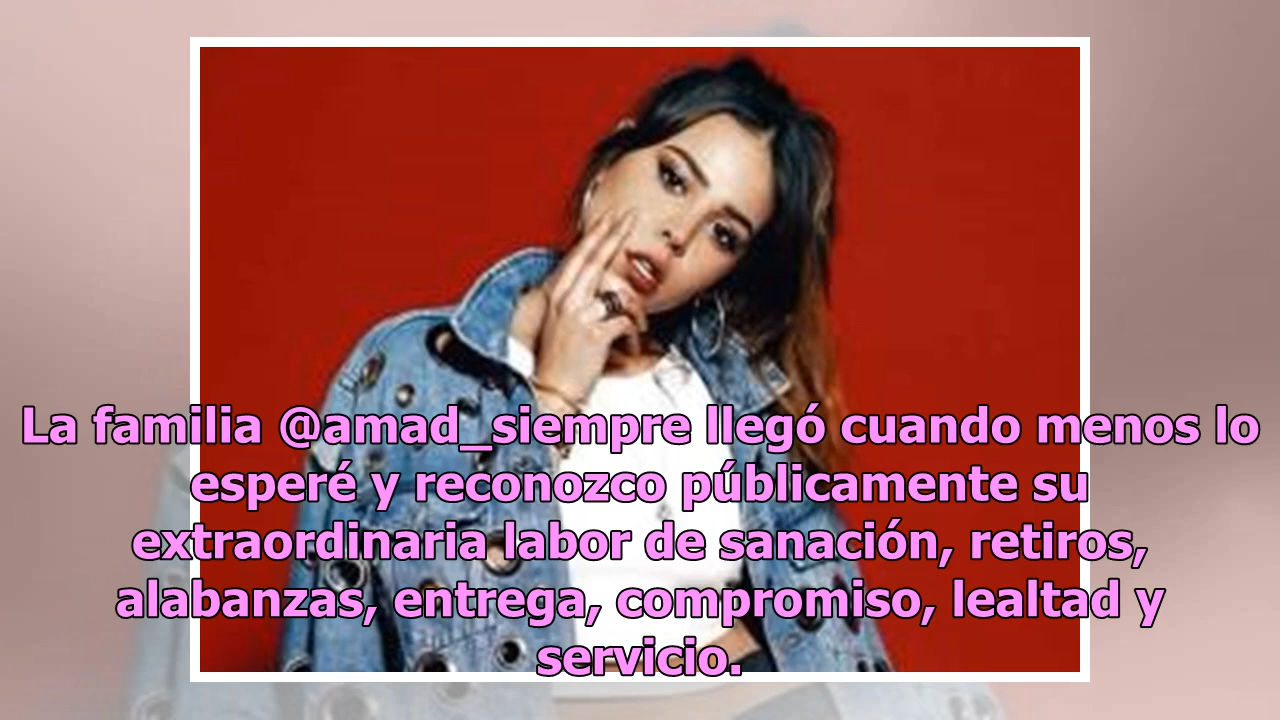 La familia @amad_siempre llegó cuando menos lo
esperé y reconozco públicamente su
extraordinaria labor de sanación, retiros,
alabanzas, entrega, compromiso, lealtad y
servicio.